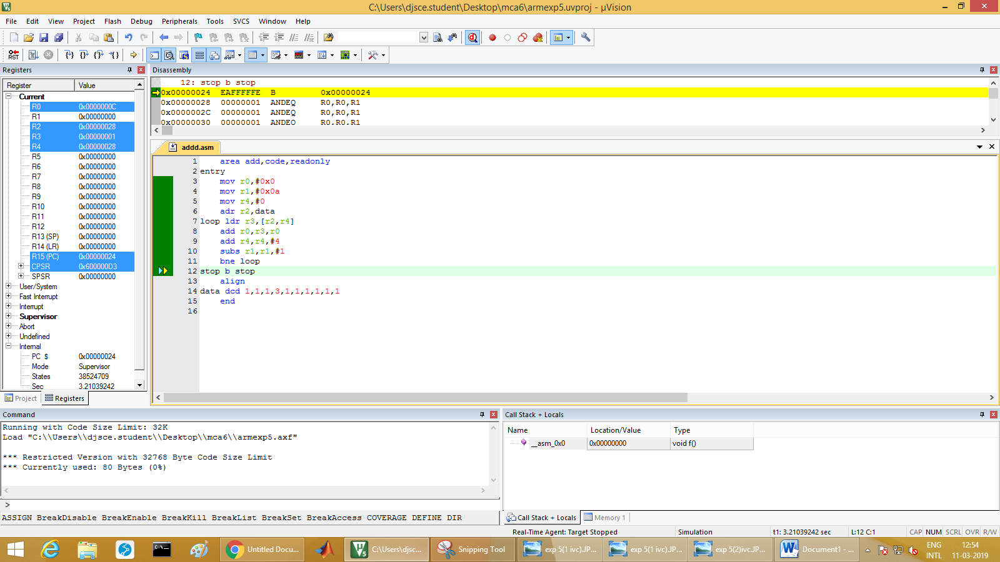 C:\Users\djsce.student\Desktop\mca6\armexp5.uvproj - µVision
File Edit View Project Flash Debug Peripherals Tools SVCS Window Help
Registers
Register Value
Current
R0 0x0000000C
R1 0x00000000
R2 0x00000028
R3 0x00000001
R4 0x00000028
R5 0x00000000
R6 0x00000000
R7 0x00000000
R8 0x00000000
R9 0x00000000
R10 0x00000000
R11 0x00000000
R12 0x00000000
R13 (SP) 0x00000000
R14 (LR) 0x00000000
R15 (PC) 0x00000024
CPSR 0x600000D3
SPSR 0x00000000
User/System
Fast Interrupt
Interrupt
Supervisor
Abort
Undefined
Internal
PC $ 0x00000024
Mode Supervisor
States 38524709
Sec 3.21039242
Project Registers
Disassembly
12: stop b stop
0x00000024 EAFFFFFE B 0x00000024
0x00000028 00000001 ANDEQ R0,R0,R1
0x0000002C 00000001 ANDEQ R0,R0,R1
0x00000030 00000001 ANDEQ R0,R0,R1
addd.asm
1 area add,code,readonly
2 entry
3 mov r0,#0x0
4 mov r1,#0x0a
5 mov r4,#0
6 adr r2,data
7 loop ldr r3,[r2,r4]
8 add r0,r3,r0
9 add r4,r4,#4
10 subs r1,r1,#1
11 bne loop
12 stop b stop
13 align
14 data dcd 1,1,1,3,1,1,1,1,1,1
15 end
16
Command
Running with Code Size Limit: 32K
Load "C:\\Users\\djsce.student\\Desktop\\mca6\\armexp5.axf"
*** Restricted Version with 32768 Byte Code Size Limit
*** Currently used: 80 Bytes (0%)
>
ASSIGN BreakDisable BreakEnable BreakKill BreakList BreakSet BreakAccess COVERAGE DEFINE DIR
Call Stack + Locals
Name Location/Value Type
__asm_0x0 0x00000000 void f()
Call Stack + Locals Memory 1
Real-Time Agent: Target Stopped Simulation t1: 3.21039242 sec L:12 C:1 CAP NUM SCRL OVR R/W
Untitled Docu... C:\Users\djsc... Snipping Tool exp 5(1 ivc).JP... exp 5(1 ivc).JP... exp 5(2)ivc.JP... Document1 - ...
ENG 12:54
INTL 11-03-2019